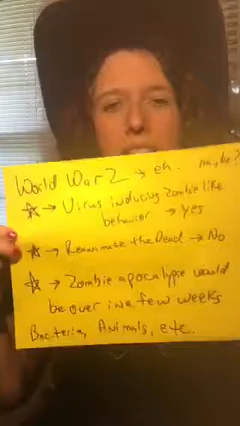 World War Z → eh. maybe?
☆ → Virus inducing Zombie like
behavior → yes
☆ → Reanimate the Dead → No
☆ → Zombie apocalypse would
be over in a few weeks
Bacteria, Animals, etc.